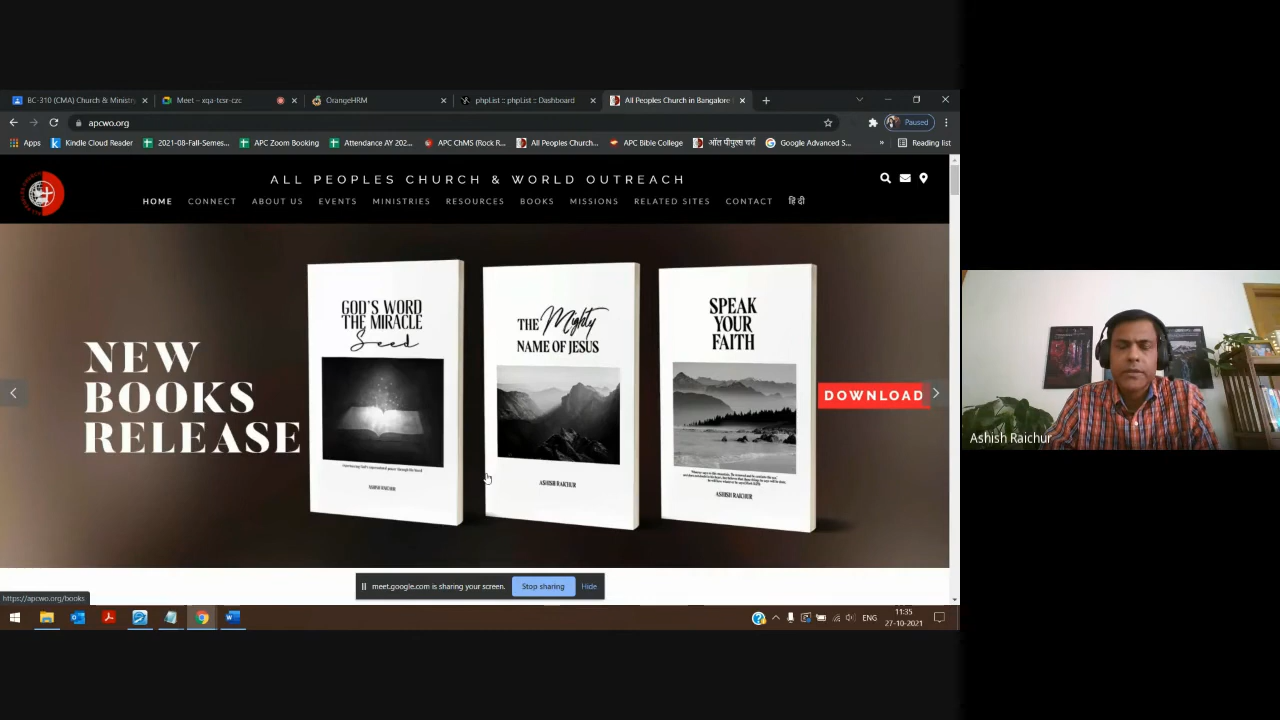 BC-310 (CMA) Church & Ministr
Meet – xqa-tcsr-czc
OrangeHRM
phpList :: phpList :: Dashboard
All Peoples Church in Bangalore
apcwo.org
Paused
Apps
Kindle Cloud Reader
2021-08-Fall-Semes...
APC Zoom Booking
Attendance AY 202...
APC ChMS (Rock R...
All Peoples Church...
APC Bible College
ऑल पीपुल्स चर्च
Google Advanced S...
»
Reading list
ALL PEOPLES CHURCH & WORLD OUTREACH
HOME CONNECT ABOUT US EVENTS MINISTRIES RESOURCES BOOKS MISSIONS RELATED SITES CONTACT हिंदी
NEW
BOOKS
RELEASE
GOD'S WORD
THE MIRACLE
Seed
ASHISH RAICHUR
THE Mighty
NAME OF JESUS
ASHISH RAICHUR
SPEAK
YOUR
FAITH
ASHISH RAICHUR
DOWNLOAD
Ashish Raichur
meet.google.com is sharing your screen.
Stop sharing
Hide
https://apcwo.org/books
ENG
11:35
27-10-2021